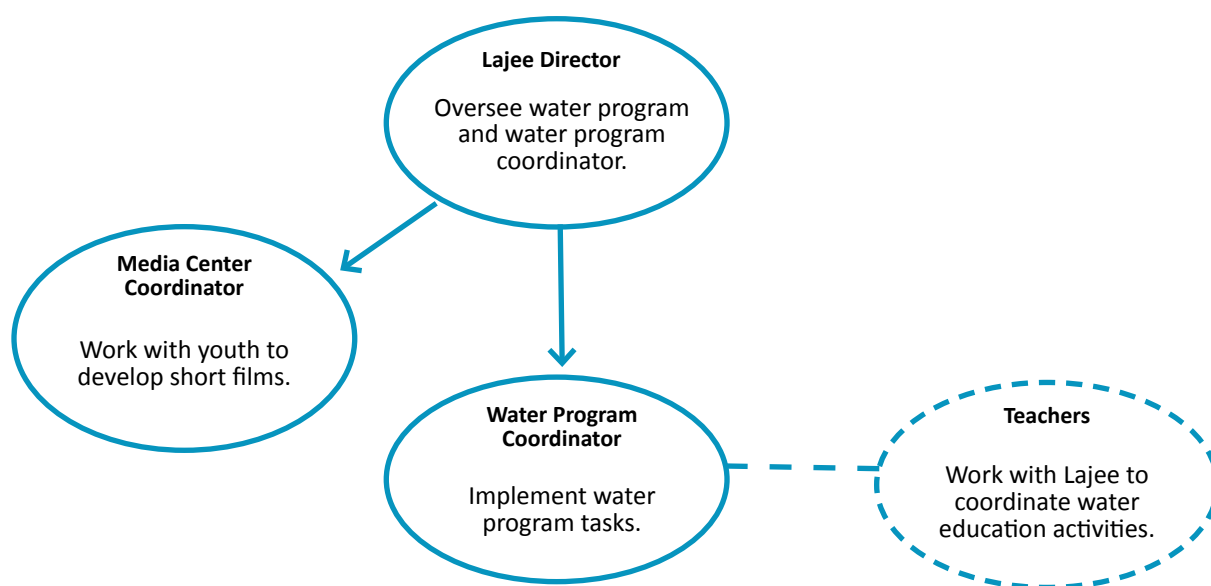 Lajee Director
Oversee water program
and water program
coordinator.
Media Center
Coordinator
Work with youth to
develop short films.
Water Program
Coordinator
Implement water
program tasks.
Teachers
Work with Lajee to
coordinate water
education activities.